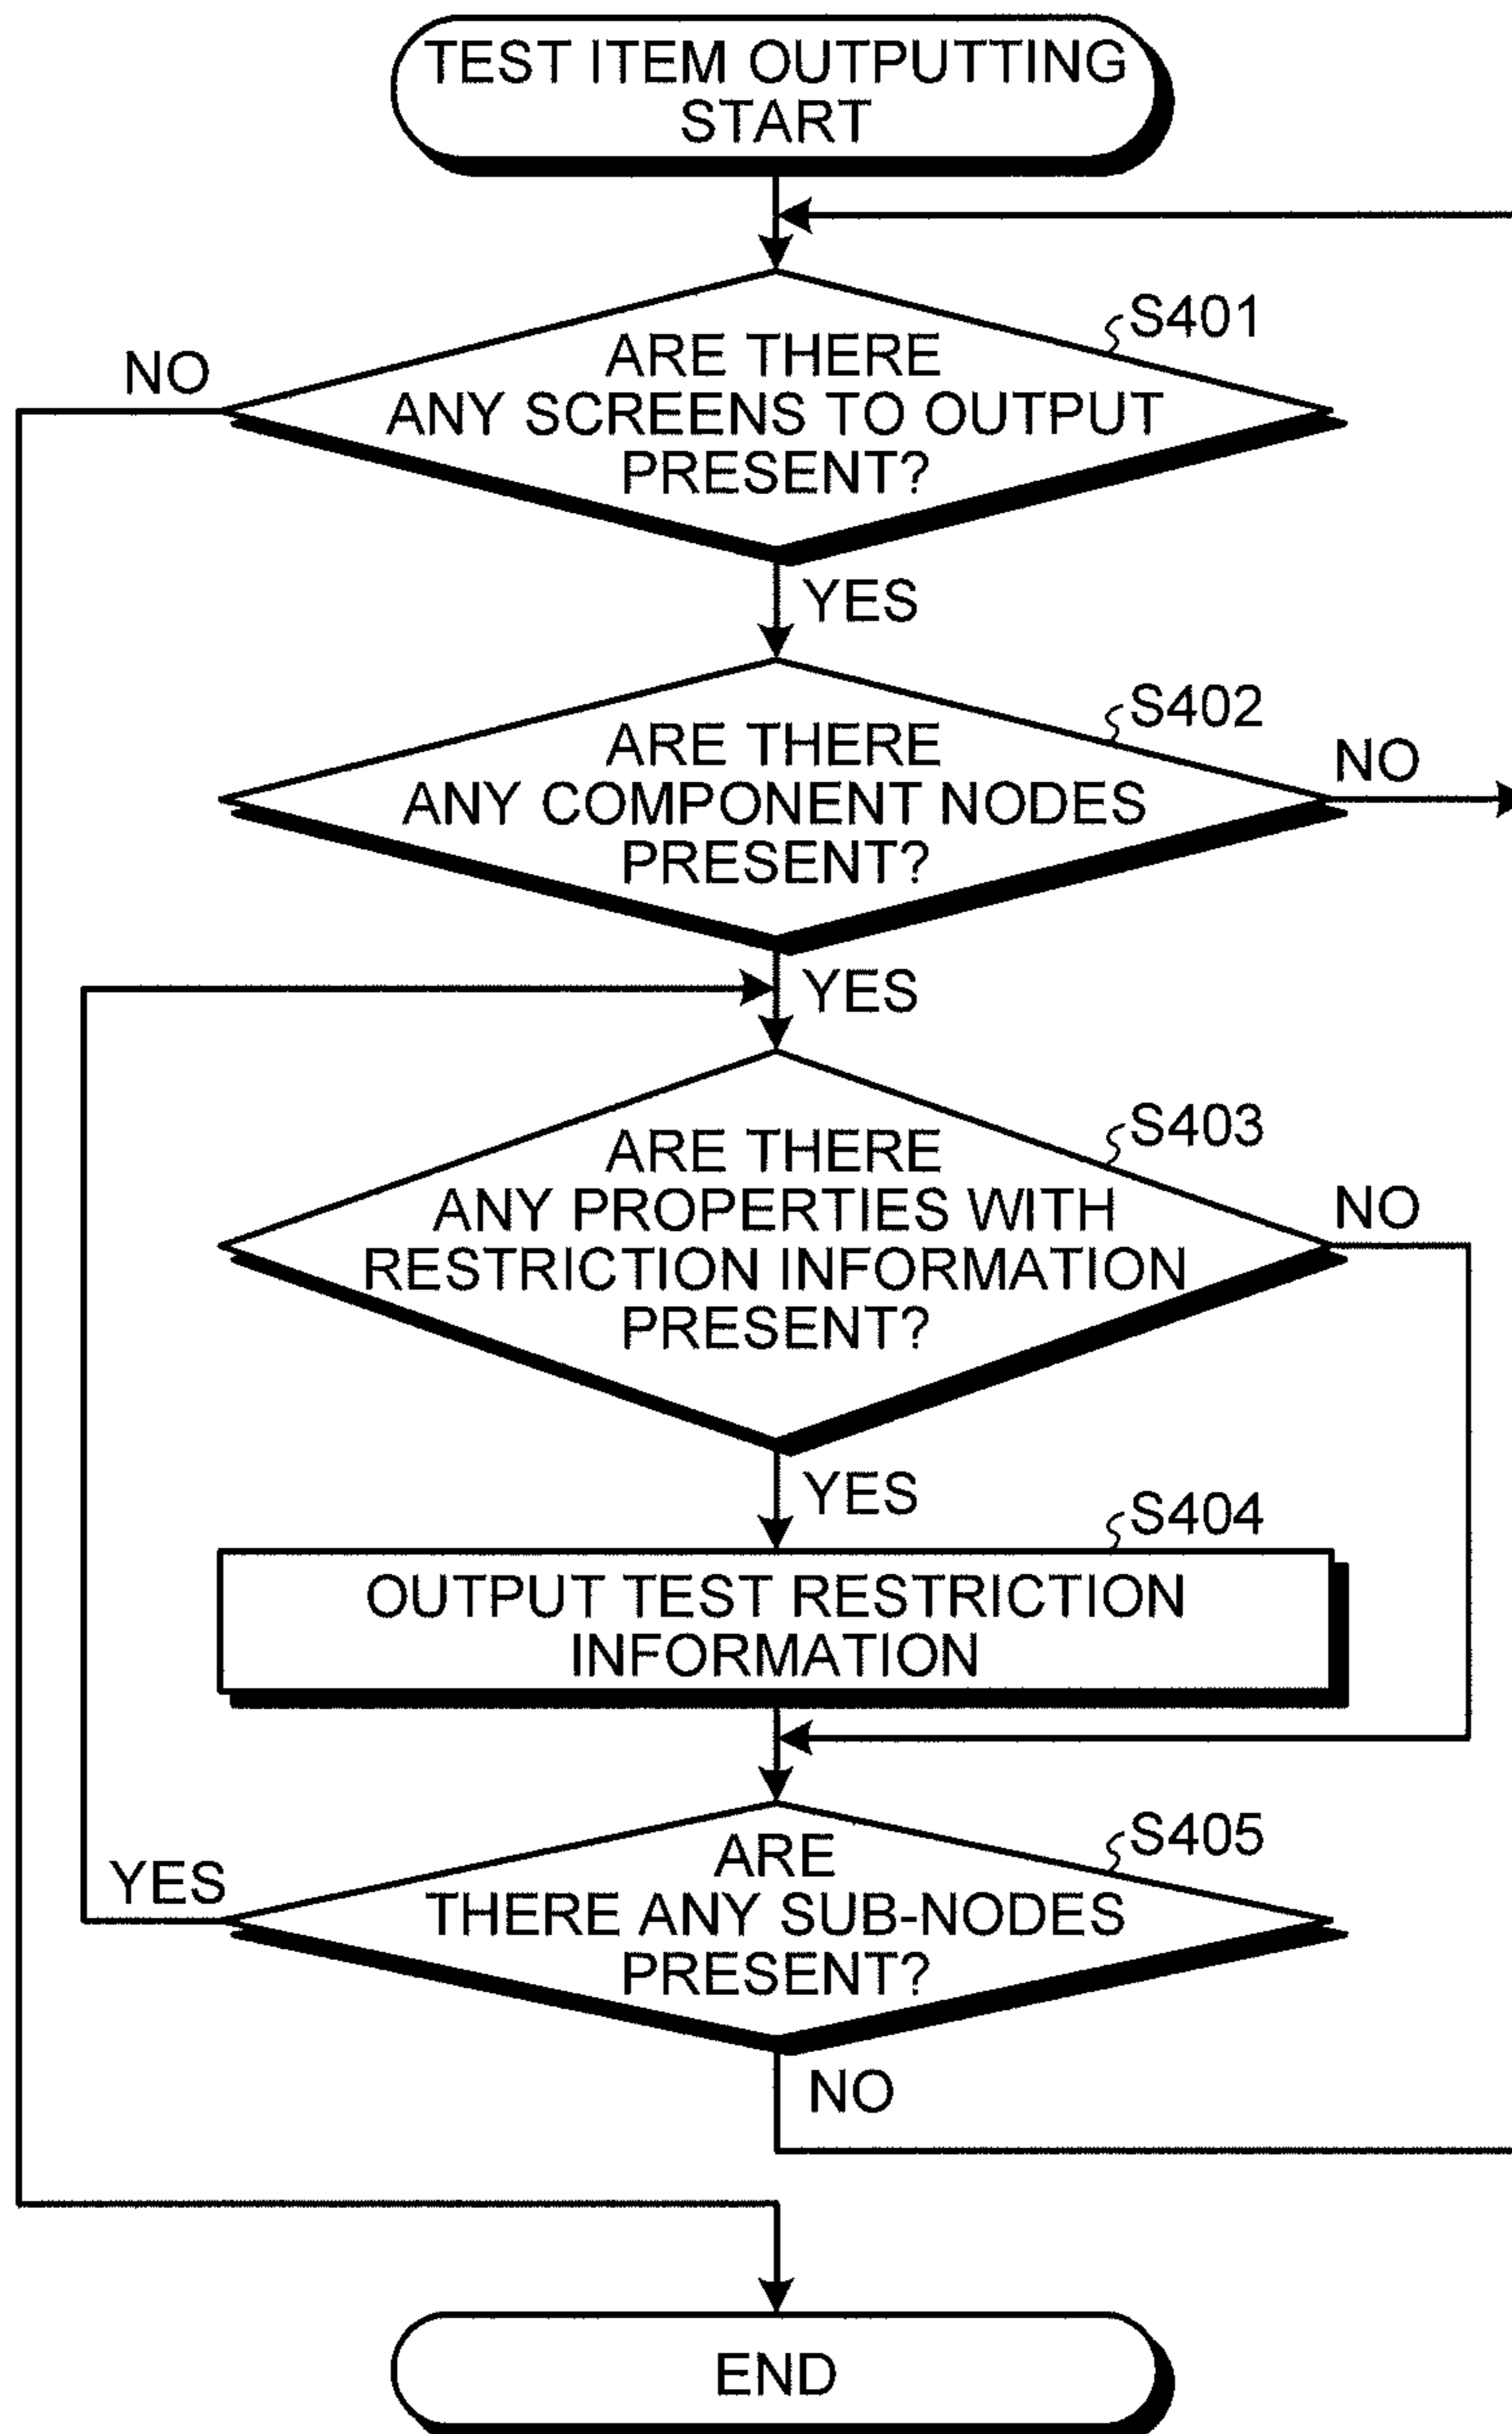 TEST ITEM OUTPUTTING
START
S401
NO
ARE THERE
ANY SCREENS TO OUTPUT
PRESENT?
YES
S402
NO
ARE THERE
ANY COMPONENT NODES
PRESENT?
YES
S403
NO
ARE THERE
ANY PROPERTIES WITH
RESTRICTION INFORMATION
PRESENT?
YES
S404
OUTPUT TEST RESTRICTION
INFORMATION
S405
YES
ARE
THERE ANY SUB-NODES
PRESENT?
NO
END